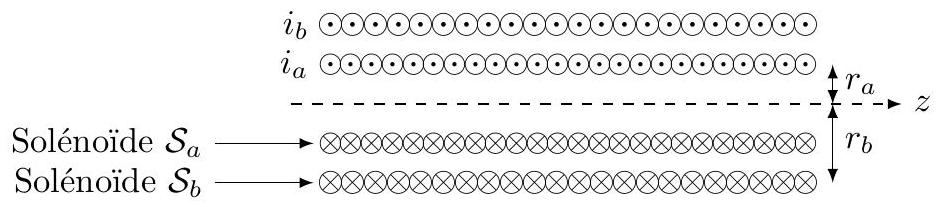 i_b
i_a
r_a
z
Solénoïde S_a
r_b
Solénoïde S_b